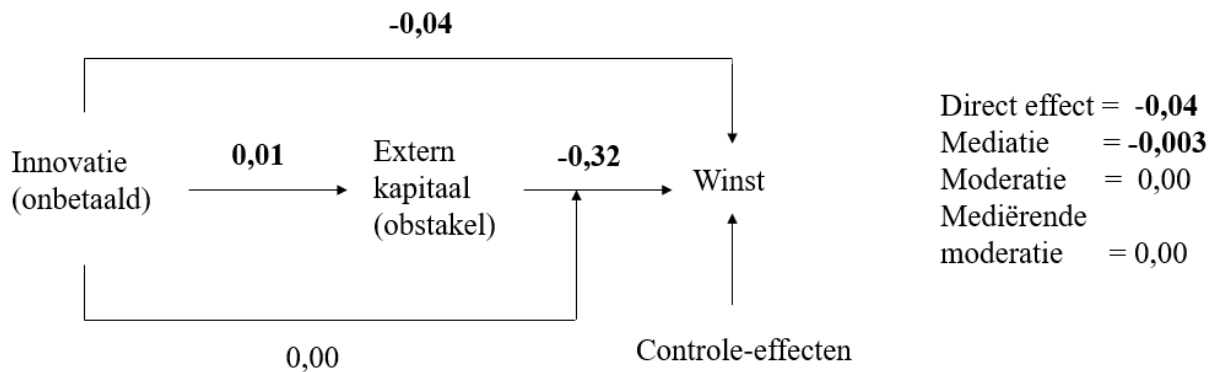 -0,04
Innovatie
(onbetaald)
0,01
Extern
kapitaal
(obstakel)
-0,32
Winst
0,00
Controle-effecten
Direct effect = -0,04
Mediatie = -0,003
Moderatie = 0,00
Mediërende
moderatie = 0,00